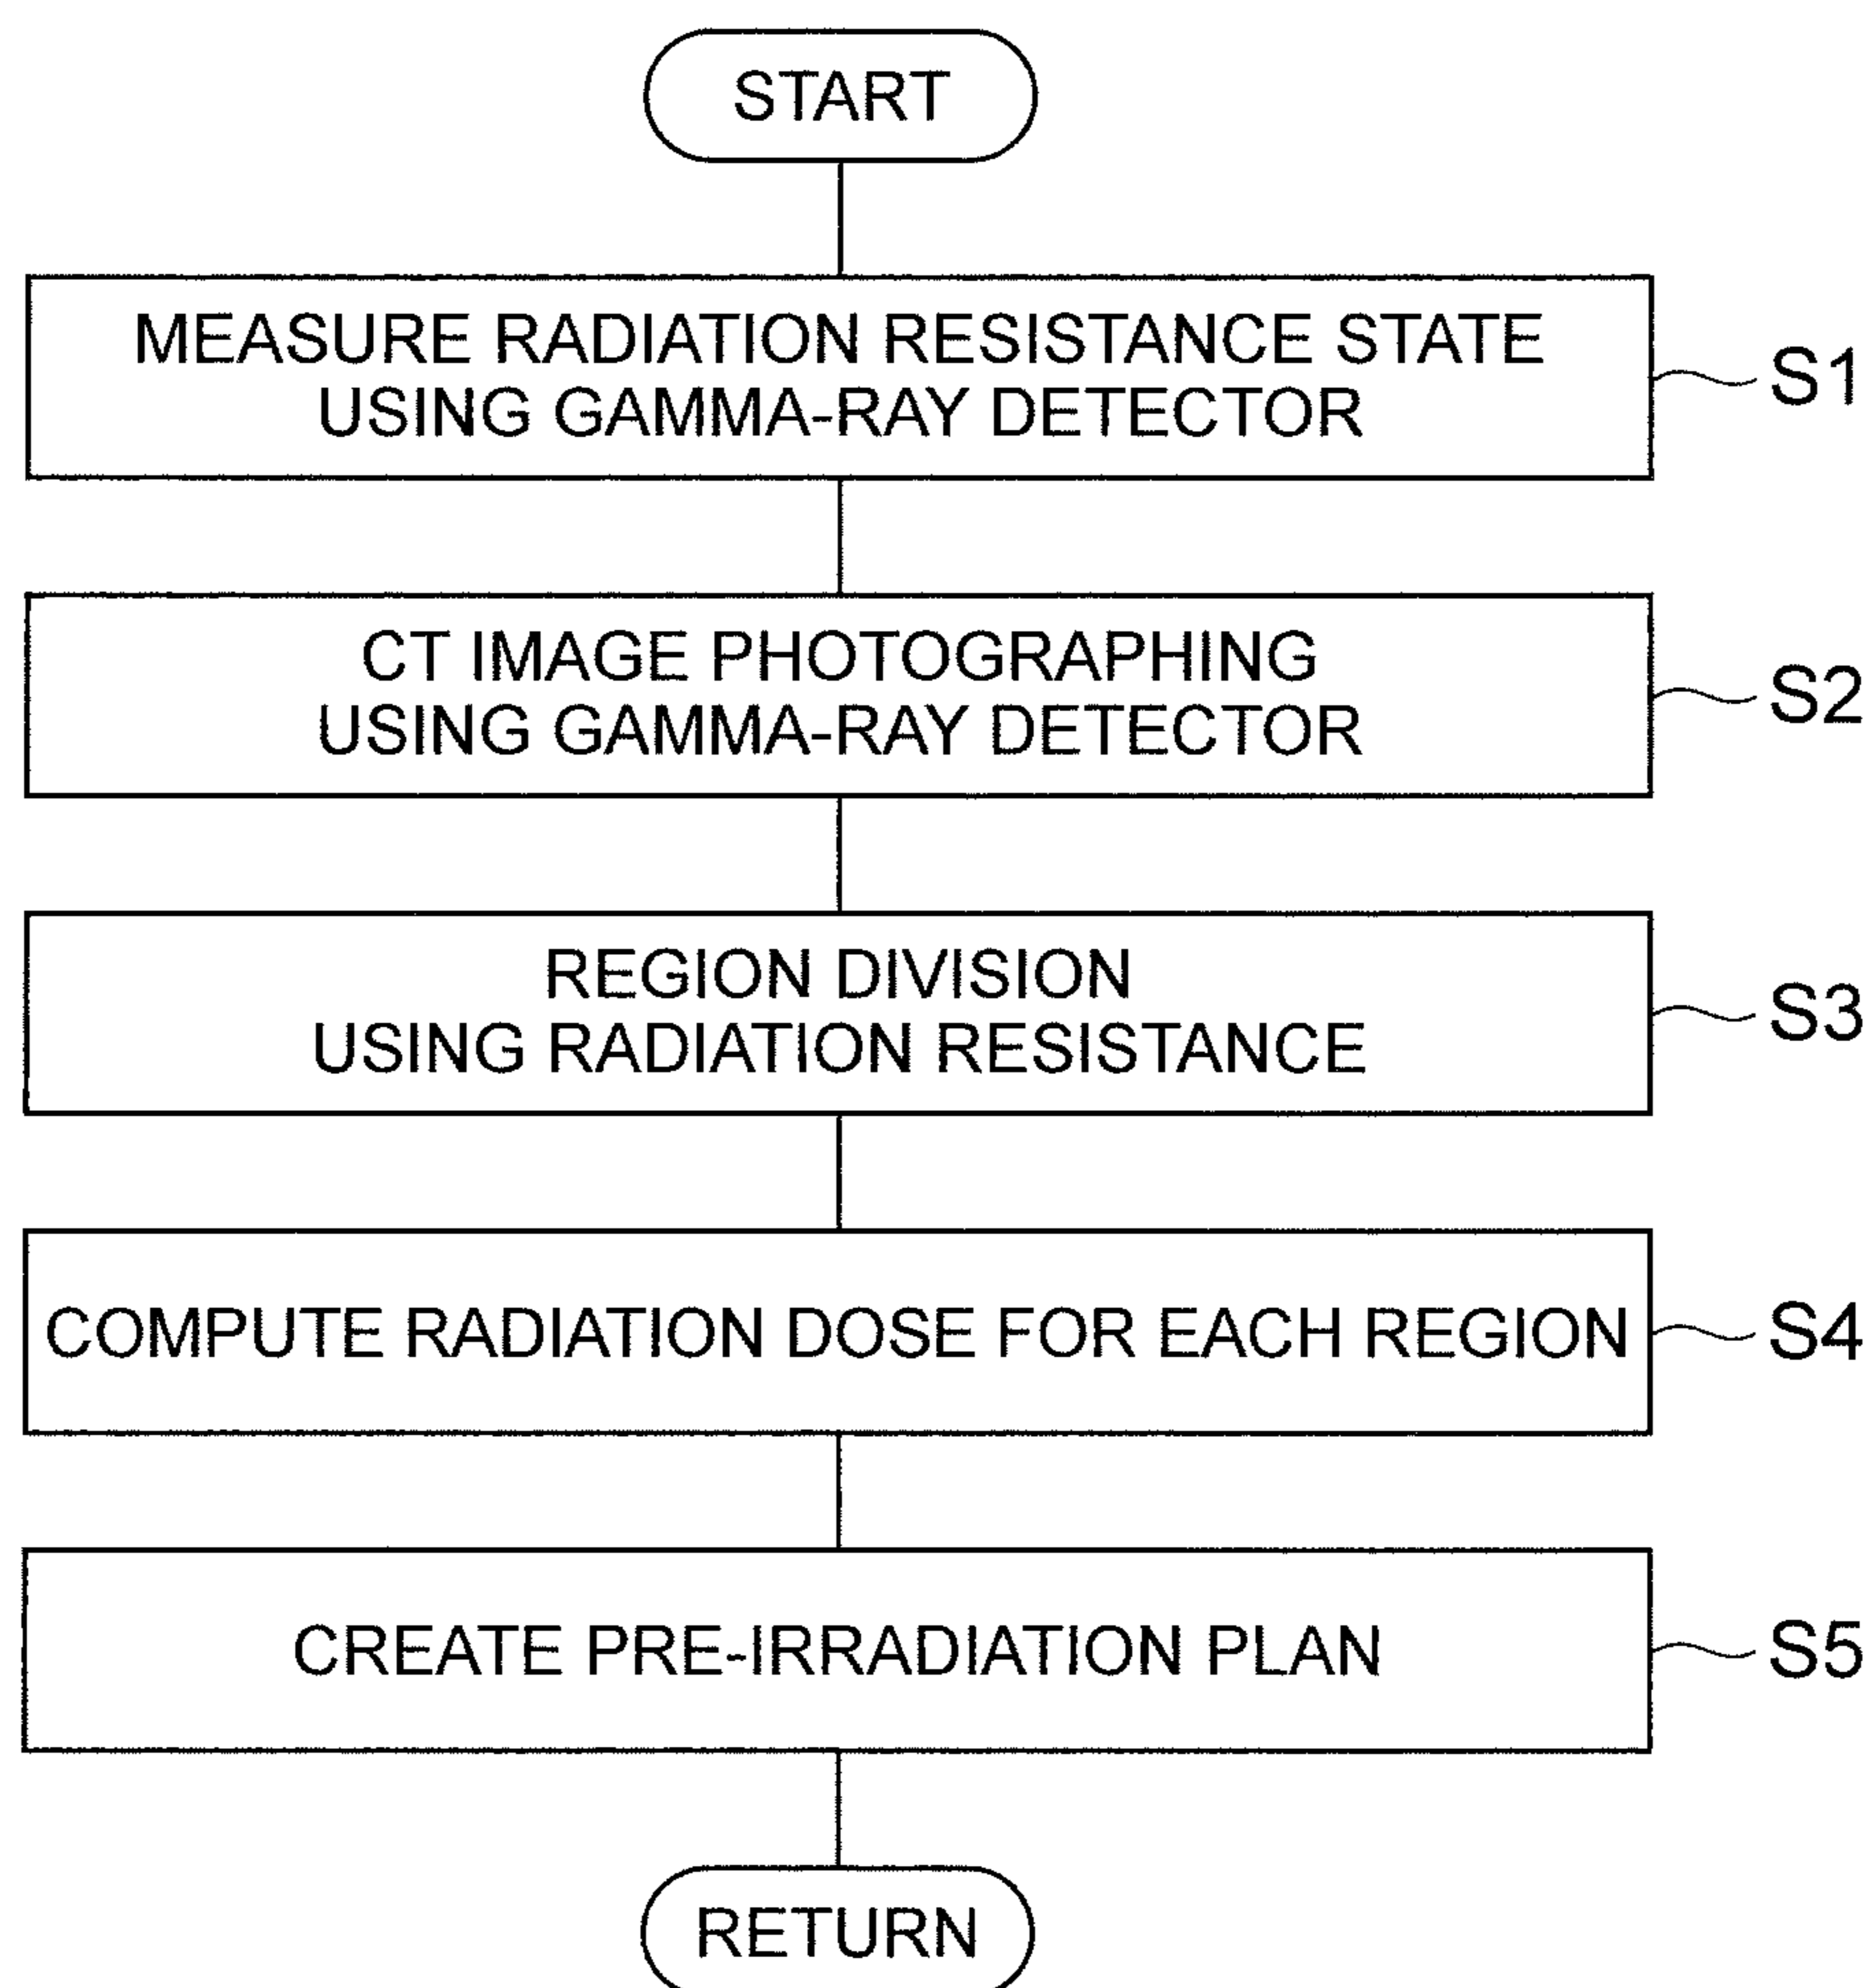 START
MEASURE RADIATION RESISTANCE STATE
USING GAMMA-RAY DETECTOR
S1
CT IMAGE PHOTOGRAPHING
USING GAMMA-RAY DETECTOR
S2
REGION DIVISION
USING RADIATION RESISTANCE
S3
COMPUTE RADIATION DOSE FOR EACH REGION
S4
CREATE PRE-IRRADIATION PLAN
S5
RETURN